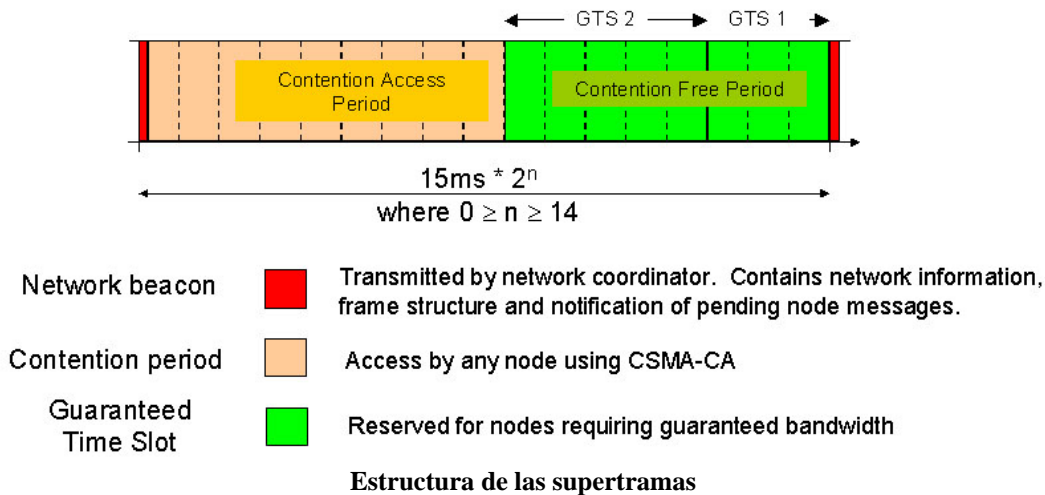 GTS 2
GTS 1
Contention Access
Period
Contention Free Period
15ms * 2ⁿ
where 0 ≥ n ≥ 14
Network beacon
Transmitted by network coordinator. Contains network information,
frame structure and notification of pending node messages.
Contention period
Access by any node using CSMA-CA
Guaranteed
Time Slot
Reserved for nodes requiring guaranteed bandwidth
Estructura de las supertramas